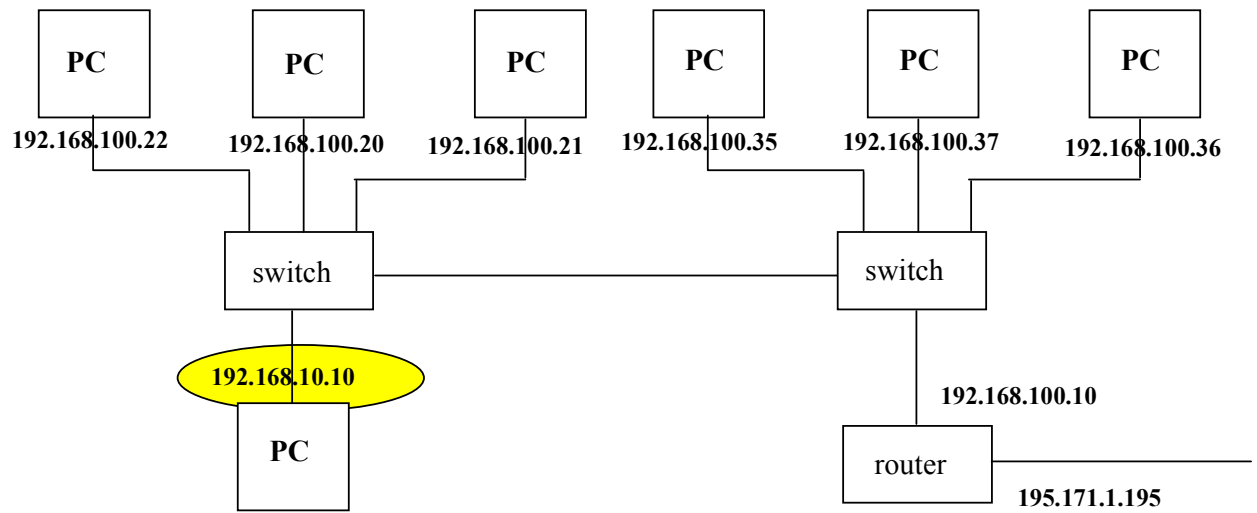 PC
PC
PC
PC
PC
PC
192.168.100.22
192.168.100.20
192.168.100.21
192.168.100.35
192.168.100.37
192.168.100.36
switch
switch
192.168.10.10
192.168.100.10
PC
router
195.171.1.195